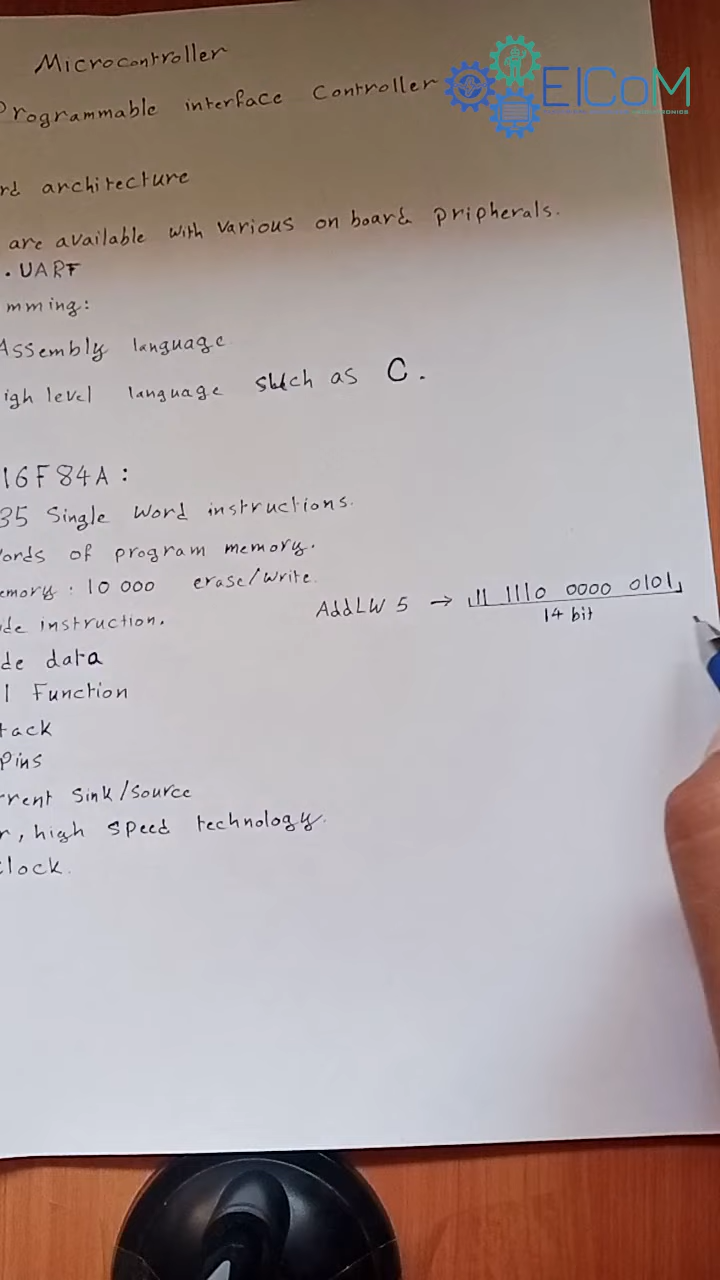 Microcontroller
Programmable interface Controller
EICoM
rd architecture
are available with various on board pripherals.
. UART
mming:
Assembly language
igh level language such as C.
16F84A:
35 Single Word instructions.
ords of program memory.
emory: 10 000 erase/write.
AddLW 5 → 11 1110 0000 0101
14 bit
de instruction.
de data
l Function
tack
Pins
rrent sink/source
r, high speed technology.
clock.